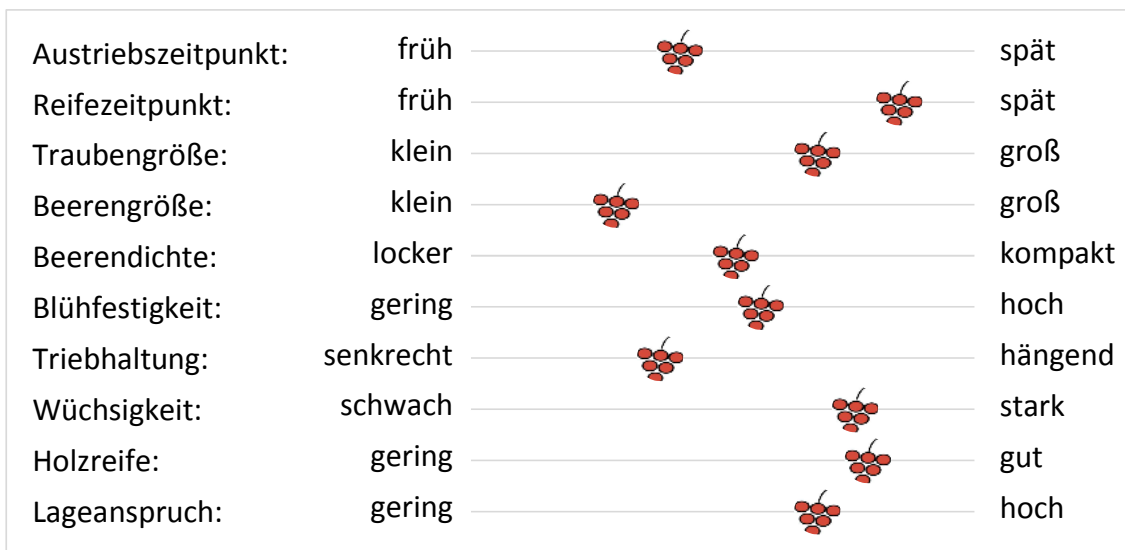 Austriebszeitpunkt: früh spät
Reifezeitpunkt: früh spät
Traubengröße: klein groß
Beerengröße: klein groß
Beerendichte: locker kompakt
Blühfestigkeit: gering hoch
Triebhaltung: senkrecht hängend
Wüchsigkeit: schwach stark
Holzreife: gering gut
Lageanspruch: gering hoch